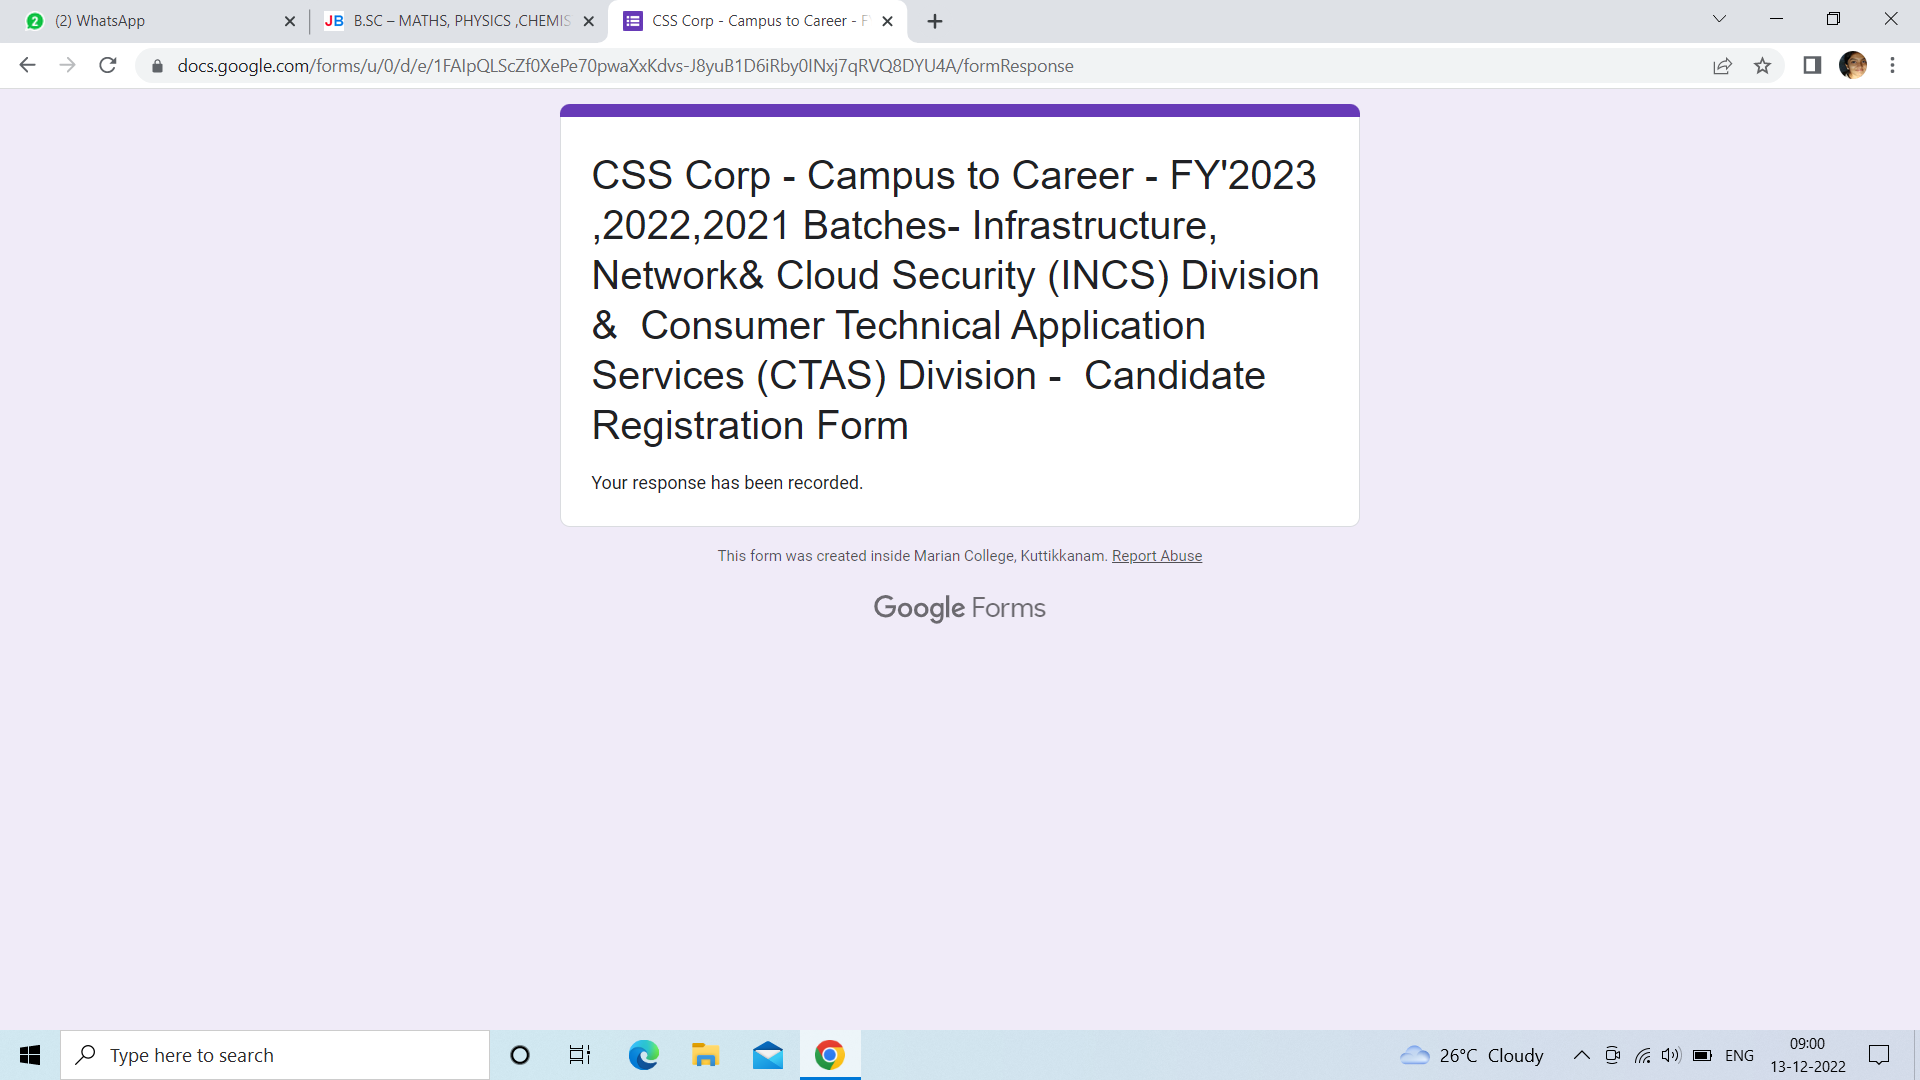 (2) WhatsApp
JB B.SC – MATHS, PHYSICS ,CHEMIS
CSS Corp - Campus to Career - F
docs.google.com/forms/u/0/d/e/1FAIpQLScZf0XePe70pwaXxKdvs-J8yuB1D6iRby0INxj7qRVQ8DYU4A/formResponse
CSS Corp - Campus to Career - FY'2023
,2022,2021 Batches- Infrastructure,
Network& Cloud Security (INCS) Division
&  Consumer Technical Application
Services (CTAS) Division -  Candidate
Registration Form
Your response has been recorded.
This form was created inside Marian College, Kuttikkanam. Report Abuse
Google Forms
Type here to search
26°C Cloudy
ENG
09:00
13-12-2022